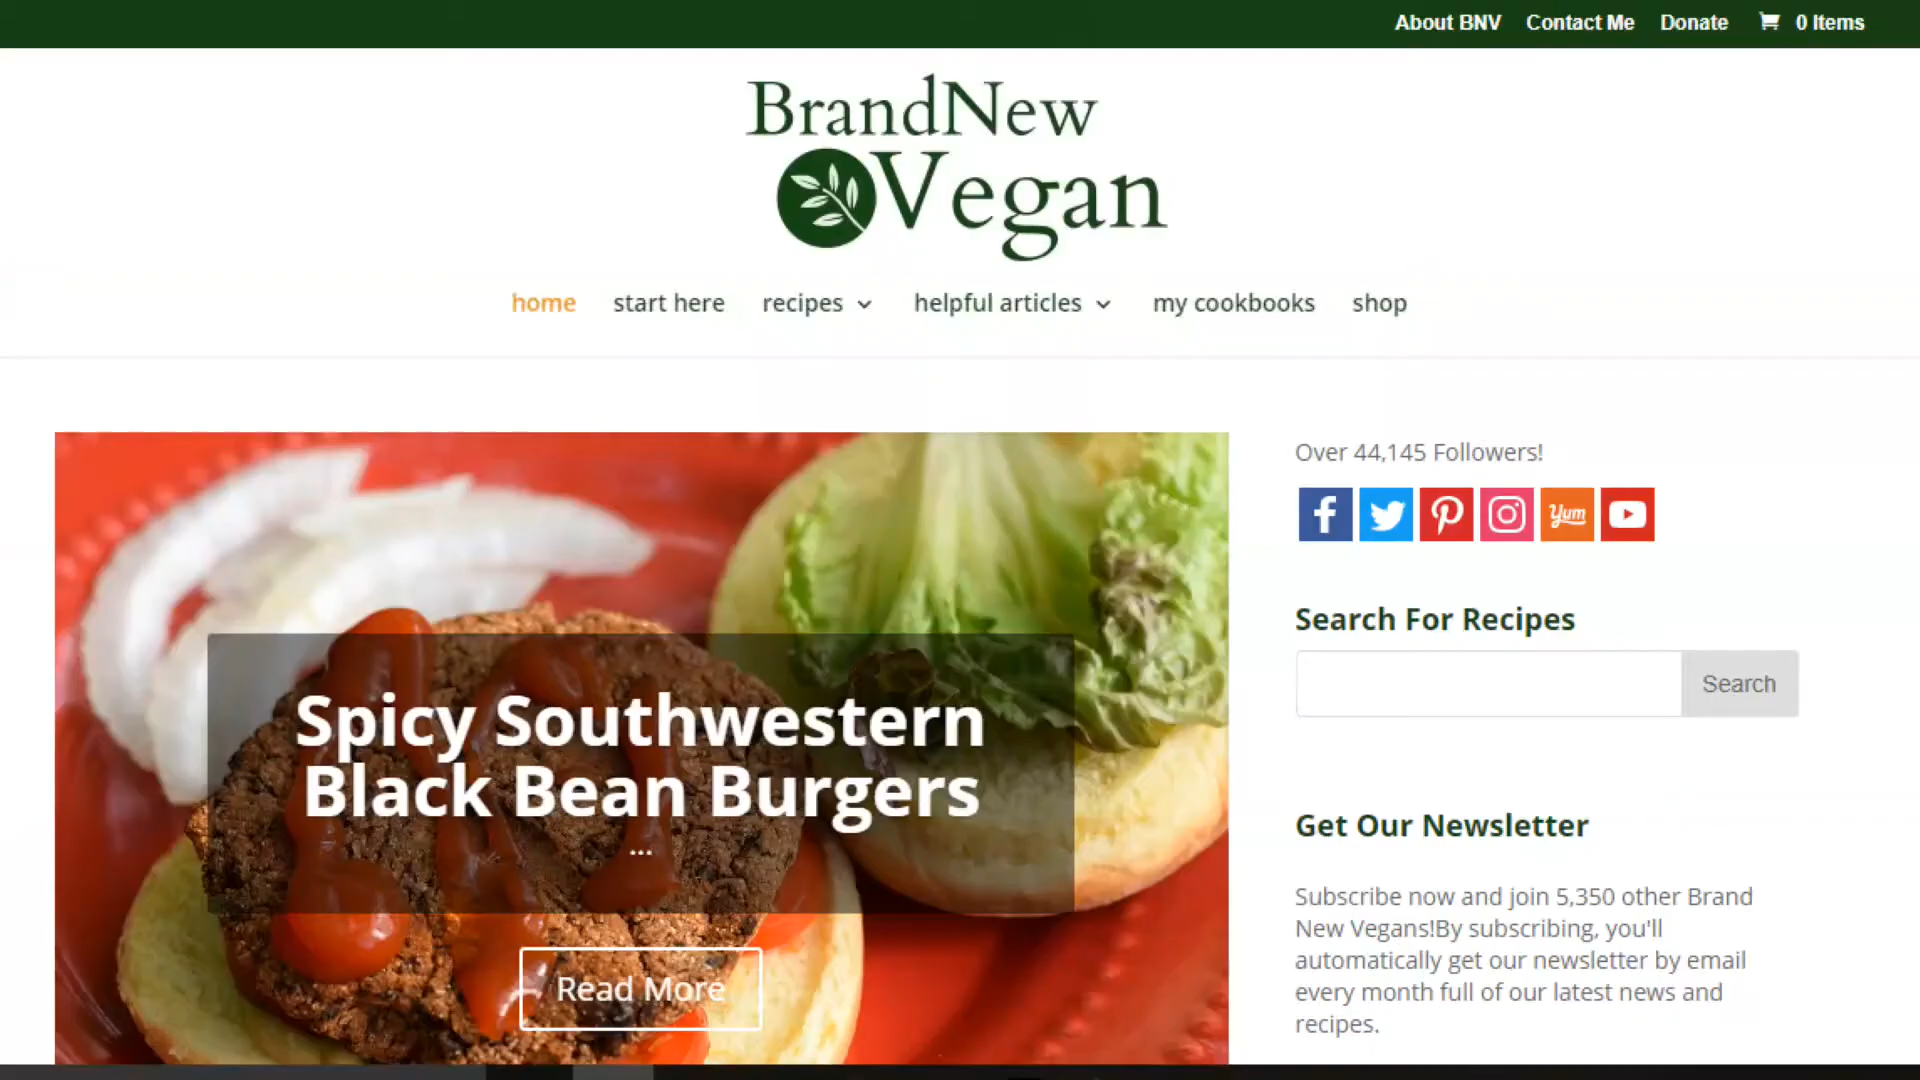 About BNV Contact Me Donate 0 Items
BrandNew
Vegan
home start here recipes helpful articles my cookbooks shop
Over 44,145 Followers!
Yum
Search For Recipes
Search
Spicy Southwestern
Black Bean Burgers
...
Read More
Get Our Newsletter
Subscribe now and join 5,350 other Brand
New Vegans!By subscribing, you'll
automatically get our newsletter by email
every month full of our latest news and
recipes.